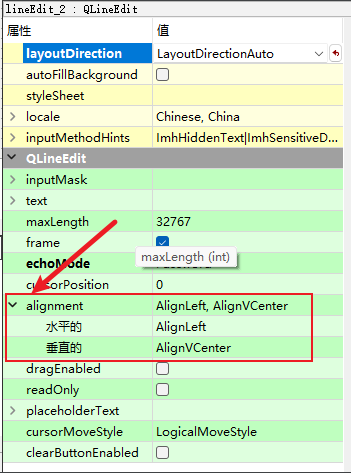 lineEdit_2 : QLineEdit
属性 值
layoutDirection LayoutDirectionAuto
autoFillBackground
styleSheet
locale Chinese, China
inputMethodHints ImhHiddenText|ImhSensitiveD...
QLineEdit
inputMask
text
maxLength 32767
frame
maxLength (int)
echoMode
cursorPosition 0
alignment AlignLeft, AlignVCenter
水平的 AlignLeft
垂直的 AlignVCenter
dragEnabled
readOnly
placeholderText
cursorMoveStyle LogicalMoveStyle
clearButtonEnabled